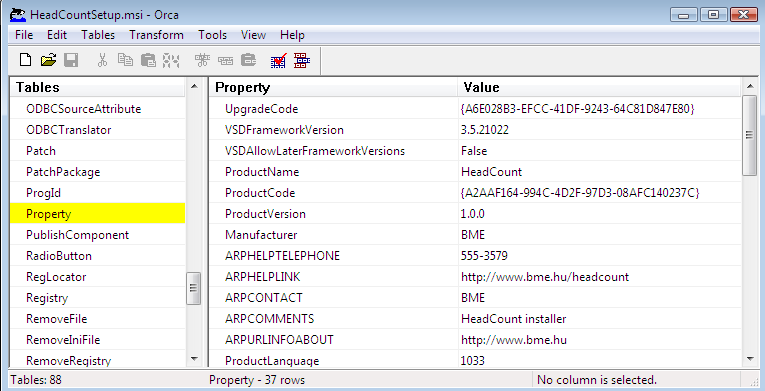 HeadCountSetup.msi - Orca
File Edit Tables Transform Tools View Help
Tables Property Value
ODBCSourceAttribute UpgradeCode {A6E028B3-EFCC-41DF-9243-64C81D847E80}
ODBCTranslator VSDFrameworkVersion 3.5.21022
Patch VSDAllowLaterFrameworkVersions False
PatchPackage ProductName HeadCount
ProgId ProductCode {A2AAF164-994C-4D2F-97D3-08AFC140237C}
Property ProductVersion 1.0.0
PublishComponent Manufacturer BME
RadioButton ARPHELPTELEPHONE 555-3579
RegLocator ARPHELPLINK http://www.bme.hu/headcount
Registry ARPCONTACT BME
RemoveFile ARPCOMMENTS HeadCount installer
RemoveIniFile ARPURLINFOABOUT http://www.bme.hu
RemoveRegistry ProductLanguage 1033
Tables: 88 Property - 37 rows No column is selected.